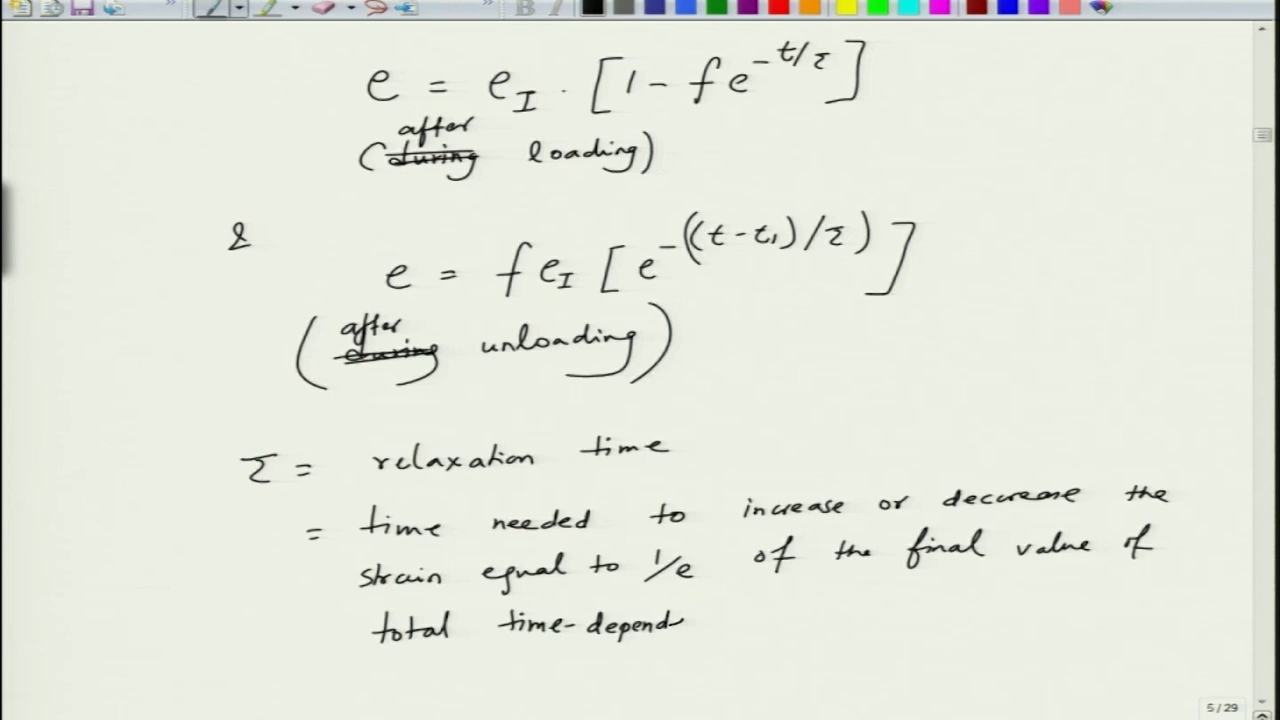 e = e_I . [1 - f e^{-t/τ}]
after
(during loading)
&
e = f e_I [e^{-((t-t_1)/τ)}]
after
(during unloading)
τ = relaxation time
= time needed to increase or decrease the
strain equal to 1/e of the final value of
total time-depend
5 / 29